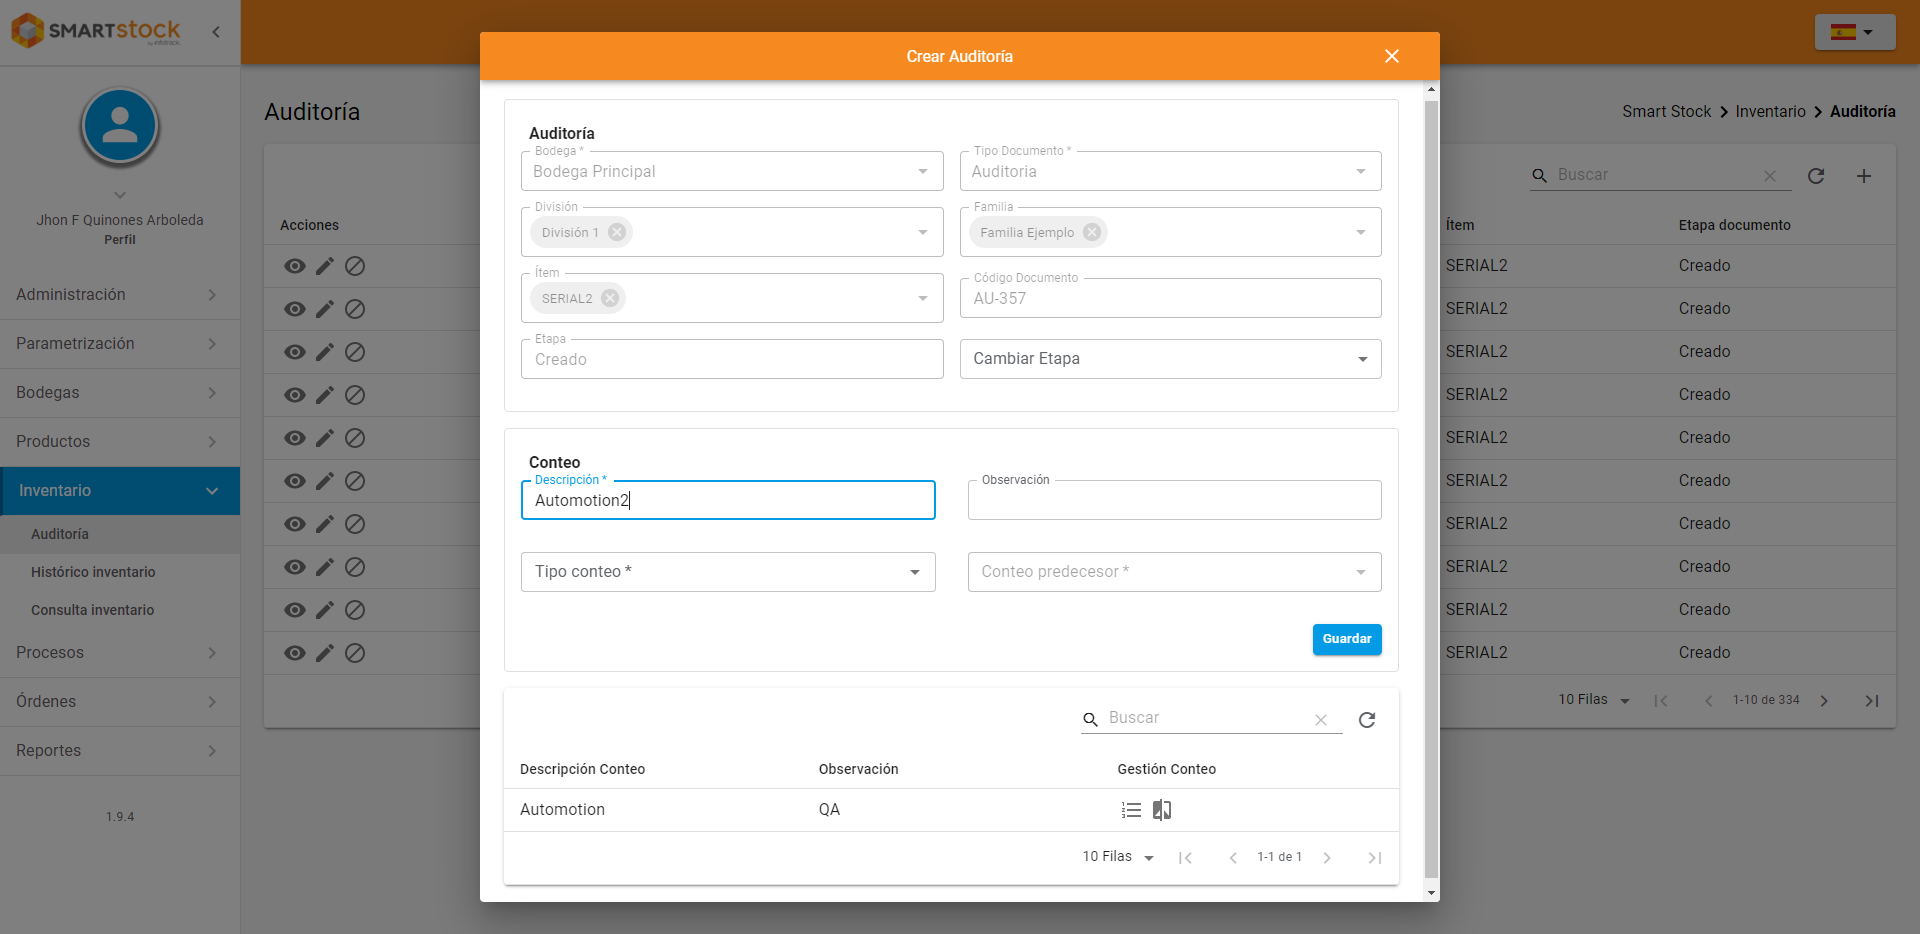 SMARTSTOCK
by infotrack
Jhon F Quinones Arboleda
Perfil
Administración
Parametrización
Bodegas
Productos
Inventario
Auditoría
Histórico inventario
Consulta inventario
Procesos
Órdenes
Reportes
1.9.4
Auditoría
Smart Stock > Inventario > Auditoría
Buscar
Acciones
Ítem Etapa documento
SERIAL2 Creado
SERIAL2 Creado
SERIAL2 Creado
SERIAL2 Creado
SERIAL2 Creado
SERIAL2 Creado
SERIAL2 Creado
SERIAL2 Creado
SERIAL2 Creado
SERIAL2 Creado
10 Filas 1-10 de 334
Crear Auditoría
Auditoría
Bodega * Tipo Documento *
Bodega Principal Auditoria
División Familia
División 1 Familia Ejemplo
Ítem Código Documento
SERIAL2 AU-357
Etapa
Creado Cambiar Etapa
Conteo
Descripción * Observación
Automotion2
Tipo conteo * Conteo predecesor *
Guardar
Buscar
Descripción Conteo Observación Gestión Conteo
Automotion QA
10 Filas 1-1 de 1